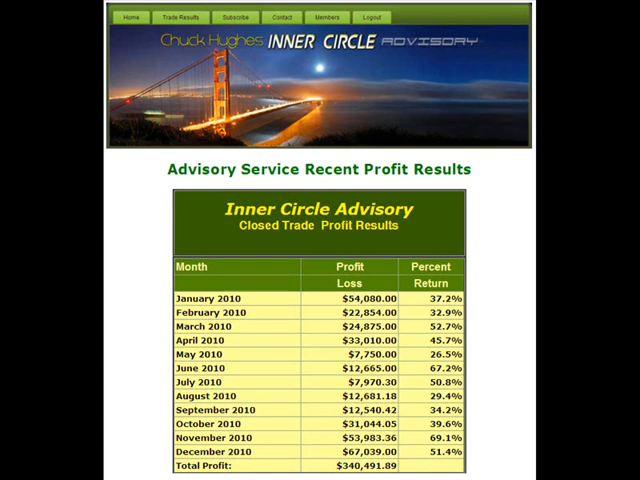 Home Trade Results Subscribe Contact Members Logout
Chuck Hughes INNER CIRCLE ADVISORY
Advisory Service Recent Profit Results
Inner Circle Advisory
Closed Trade Profit Results
Month Profit Percent
Loss Return
January 2010 $54,080.00 37.2%
February 2010 $22,854.00 32.9%
March 2010 $24,875.00 52.7%
April 2010 $33,010.00 45.7%
May 2010 $7,750.00 26.5%
June 2010 $12,665.00 67.2%
July 2010 $7,970.30 50.8%
August 2010 $12,681.18 29.4%
September 2010 $12,540.42 34.2%
October 2010 $31,044.05 39.6%
November 2010 $53,983.36 69.1%
December 2010 $67,039.00 51.4%
Total Profit: $340,491.89